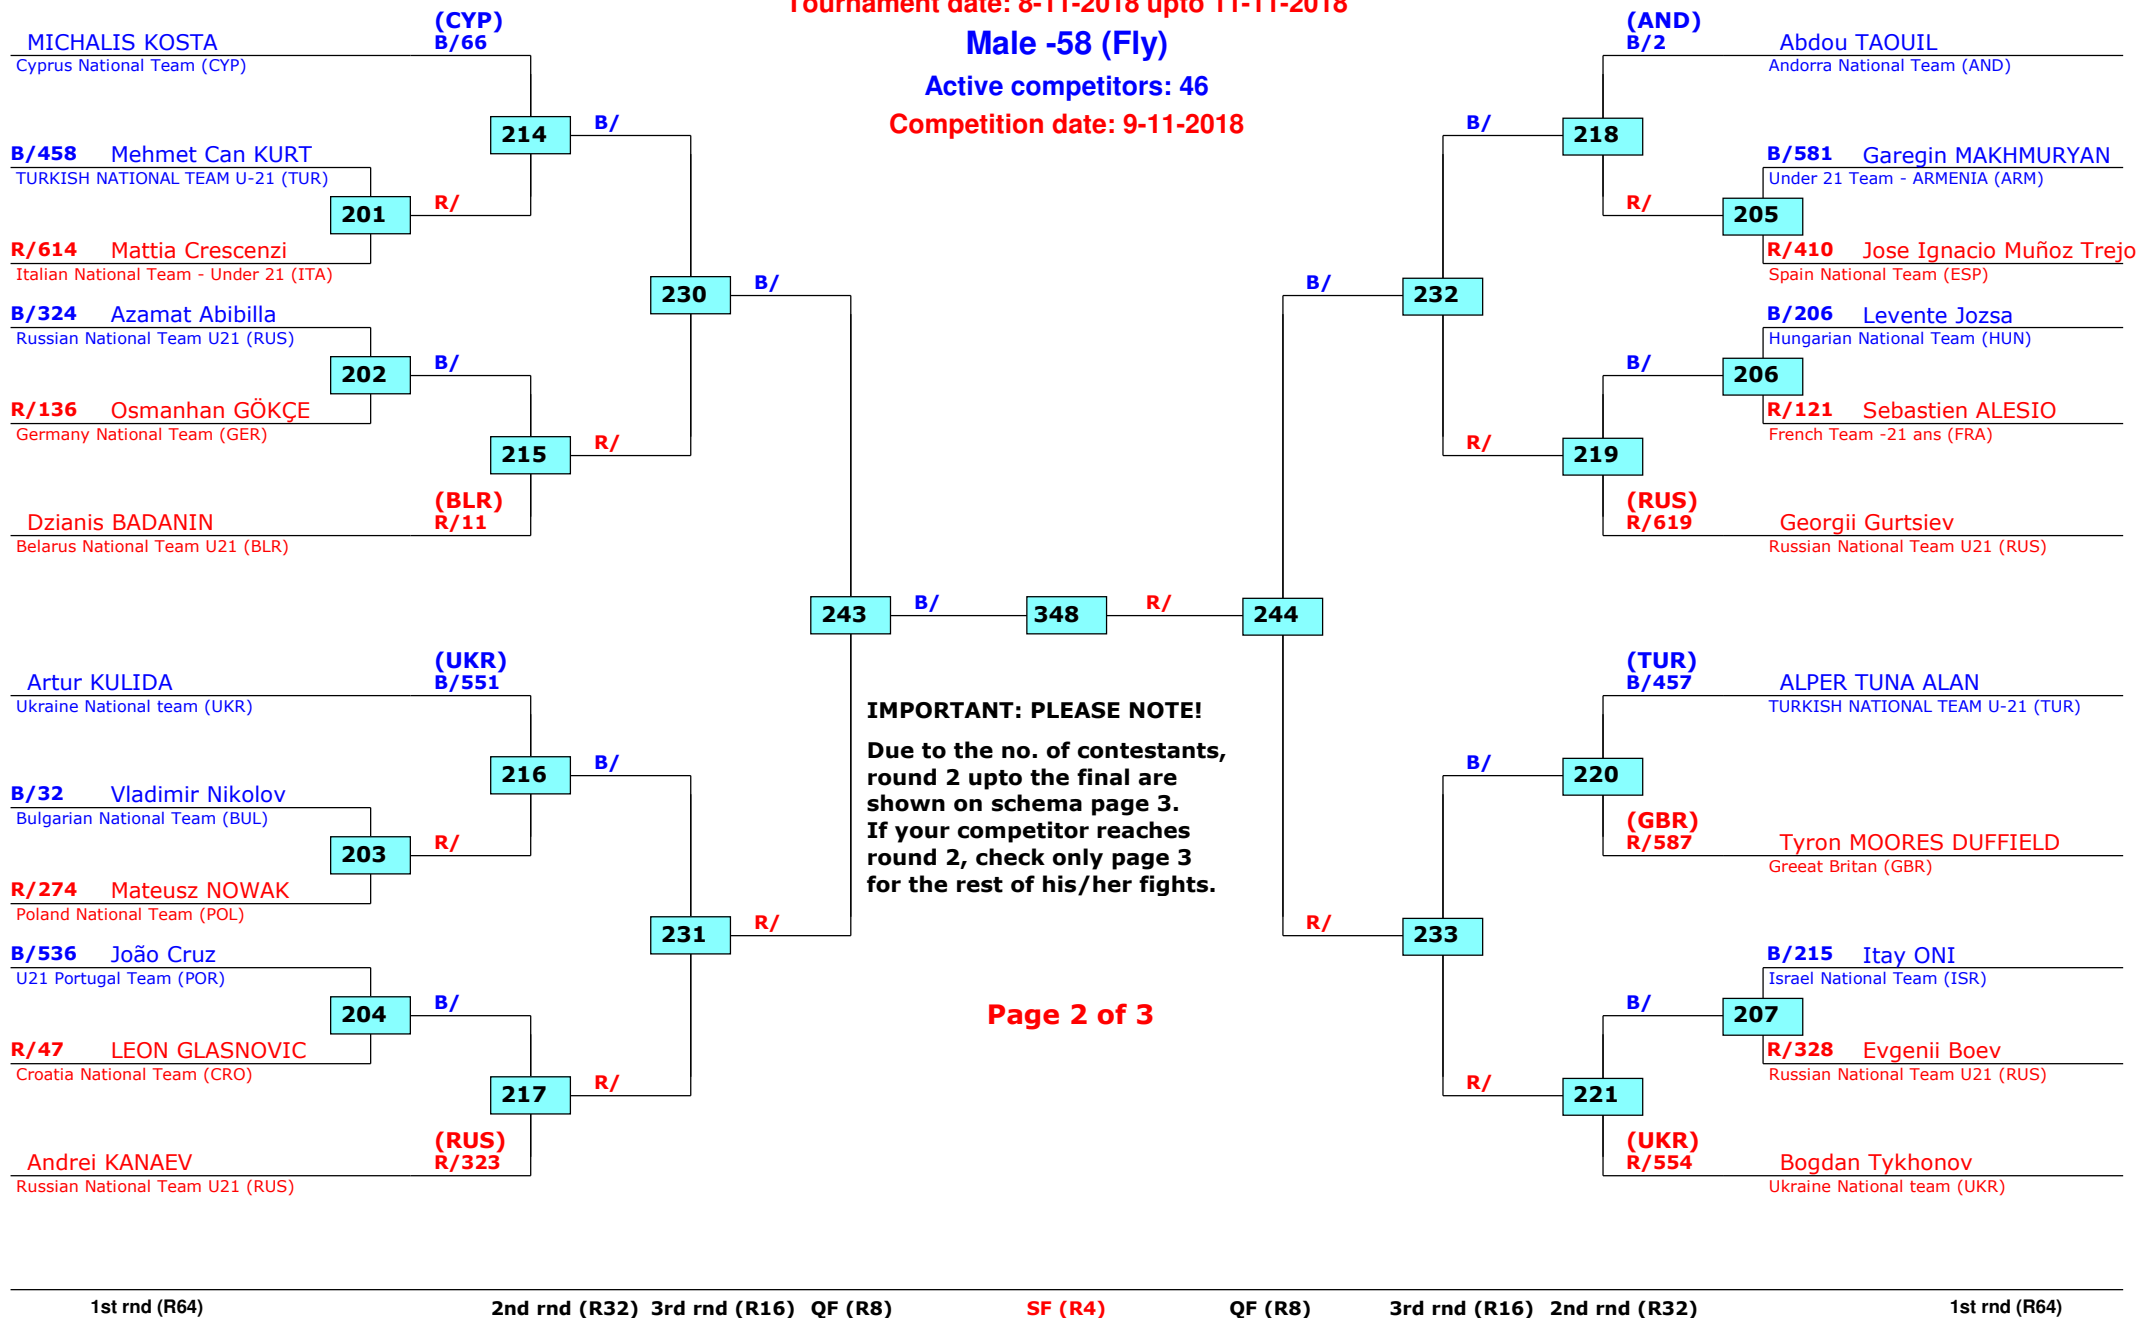 Tournament date: 8-11-2018 upto 11-11-2018
Male -58 (Fly)
Active competitors: 46
Competition date: 9-11-2018
(CYP)
MICHALIS KOSTA B/66
Cyprus National Team (CYP)
214 B/
B/458 Mehmet Can KURT
TURKISH NATIONAL TEAM U-21 (TUR)
201 R/
R/614 Mattia Crescenzi
Italian National Team - Under 21 (ITA)
230 B/
B/324 Azamat Abibilla
Russian National Team U21 (RUS)
202 B/
R/136 Osmanhan GÖKÇE
Germany National Team (GER)
215 R/
(BLR)
Dzianis BADANIN R/11
Belarus National Team U21 (BLR)
243 B/ 348 R/ 244
(UKR)
Artur KULIDA B/551
Ukraine National team (UKR)
216 B/
B/32 Vladimir Nikolov
Bulgarian National Team (BUL)
203 R/
R/274 Mateusz NOWAK
Poland National Team (POL)
231 R/
B/536 João Cruz
U21 Portugal Team (POR)
204 B/
R/47 LEON GLASNOVIC
Croatia National Team (CRO)
217 R/
(RUS)
Andrei KANAEV R/323
Russian National Team U21 (RUS)
IMPORTANT: PLEASE NOTE!
Due to the no. of contestants,
round 2 upto the final are
shown on schema page 3.
If your competitor reaches
round 2, check only page 3
for the rest of his/her fights.
Page 2 of 3
(AND)
B/2 Abdou TAOUIL
Andorra National Team (AND)
B/ 218
B/581 Garegin MAKHMURYAN
Under 21 Team - ARMENIA (ARM)
R/ 205
R/410 Jose Ignacio Muñoz Trejo
Spain National Team (ESP)
B/ 232
B/206 Levente Jozsa
Hungarian National Team (HUN)
B/ 206
R/121 Sebastien ALESIO
French Team -21 ans (FRA)
R/ 219
(RUS)
R/619 Georgii Gurtsiev
Russian National Team U21 (RUS)
(TUR)
B/457 ALPER TUNA ALAN
TURKISH NATIONAL TEAM U-21 (TUR)
B/ 220
(GBR)
R/587 Tyron MOORES DUFFIELD
Greeat Britan (GBR)
R/ 233
B/215 Itay ONI
Israel National Team (ISR)
B/ 207
R/328 Evgenii Boev
Russian National Team U21 (RUS)
R/ 221
(UKR)
R/554 Bogdan Tykhonov
Ukraine National team (UKR)
1st rnd (R64) 2nd rnd (R32) 3rd rnd (R16) QF (R8) SF (R4) QF (R8) 3rd rnd (R16) 2nd rnd (R32) 1st rnd (R64)